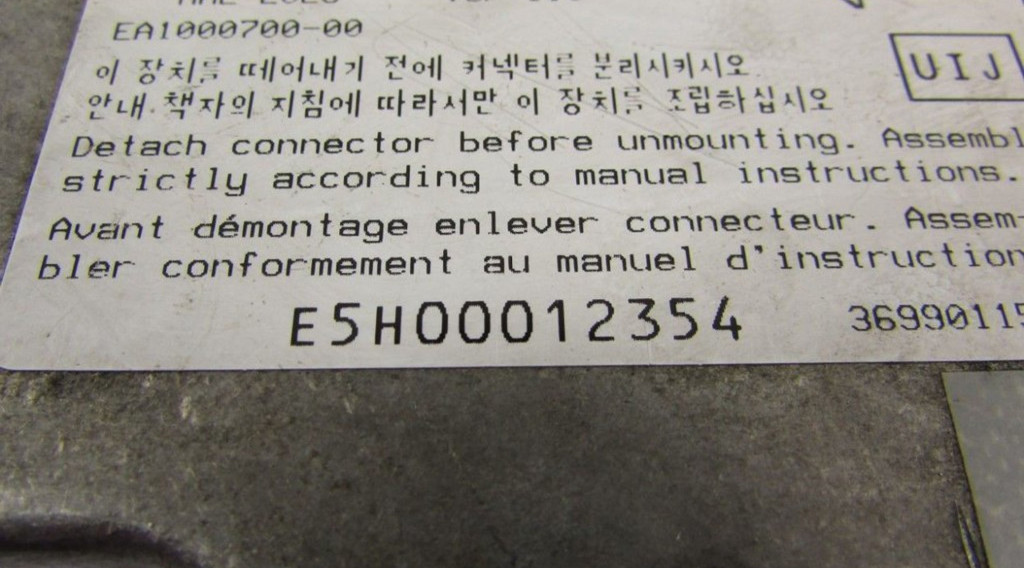 EA1000700-00
이 장치를 떼어내기 전에 커넥터를 분리시키시오
UIJ
안내.책자의 지침에 따라서만 이 장치를 조립하십시오
Detach connector before unmounting. Assembl
strictly according to manual instructions.
Avant démontage enlever connecteur. Assem-
bler conformement au manuel d'instruction
E5H00012354 36990115